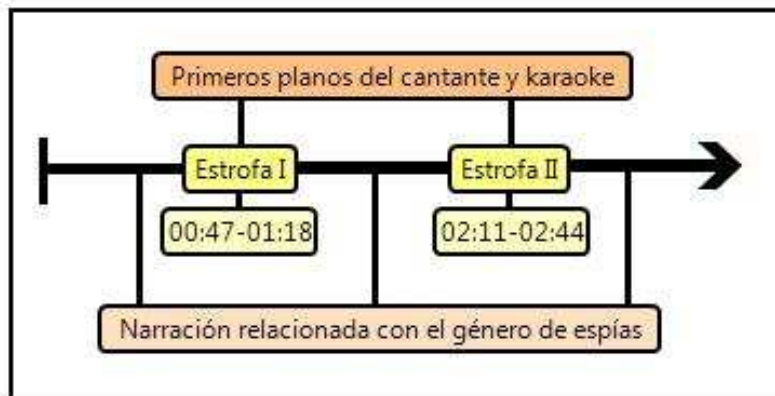 Primeros planos del cantante y karaoke
Estrofa I
Estrofa II
00:47-01:18
02:11-02:44
Narración relacionada con el género de espías